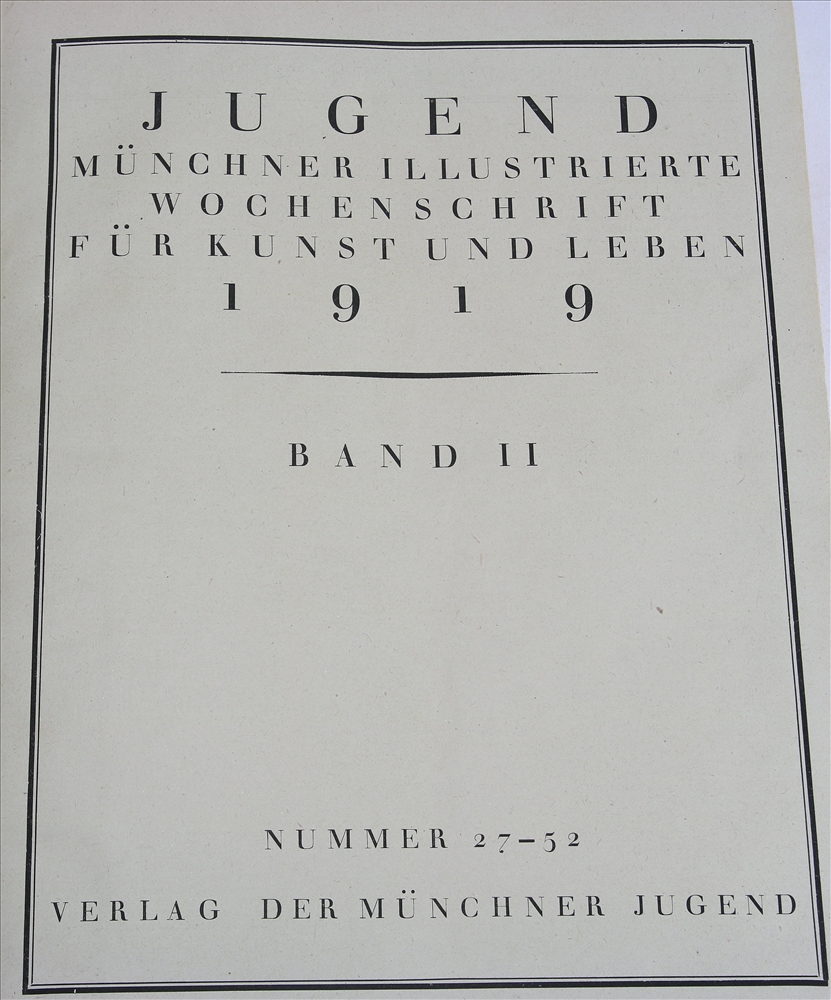 JUGEND
MÜNCHNER ILLUSTRIERTE
WOCHENSCHRIFT
FÜR KUNST UND LEBEN
1919
BAND II
NUMMER 27–52
VERLAG DER MÜNCHNER JUGEND